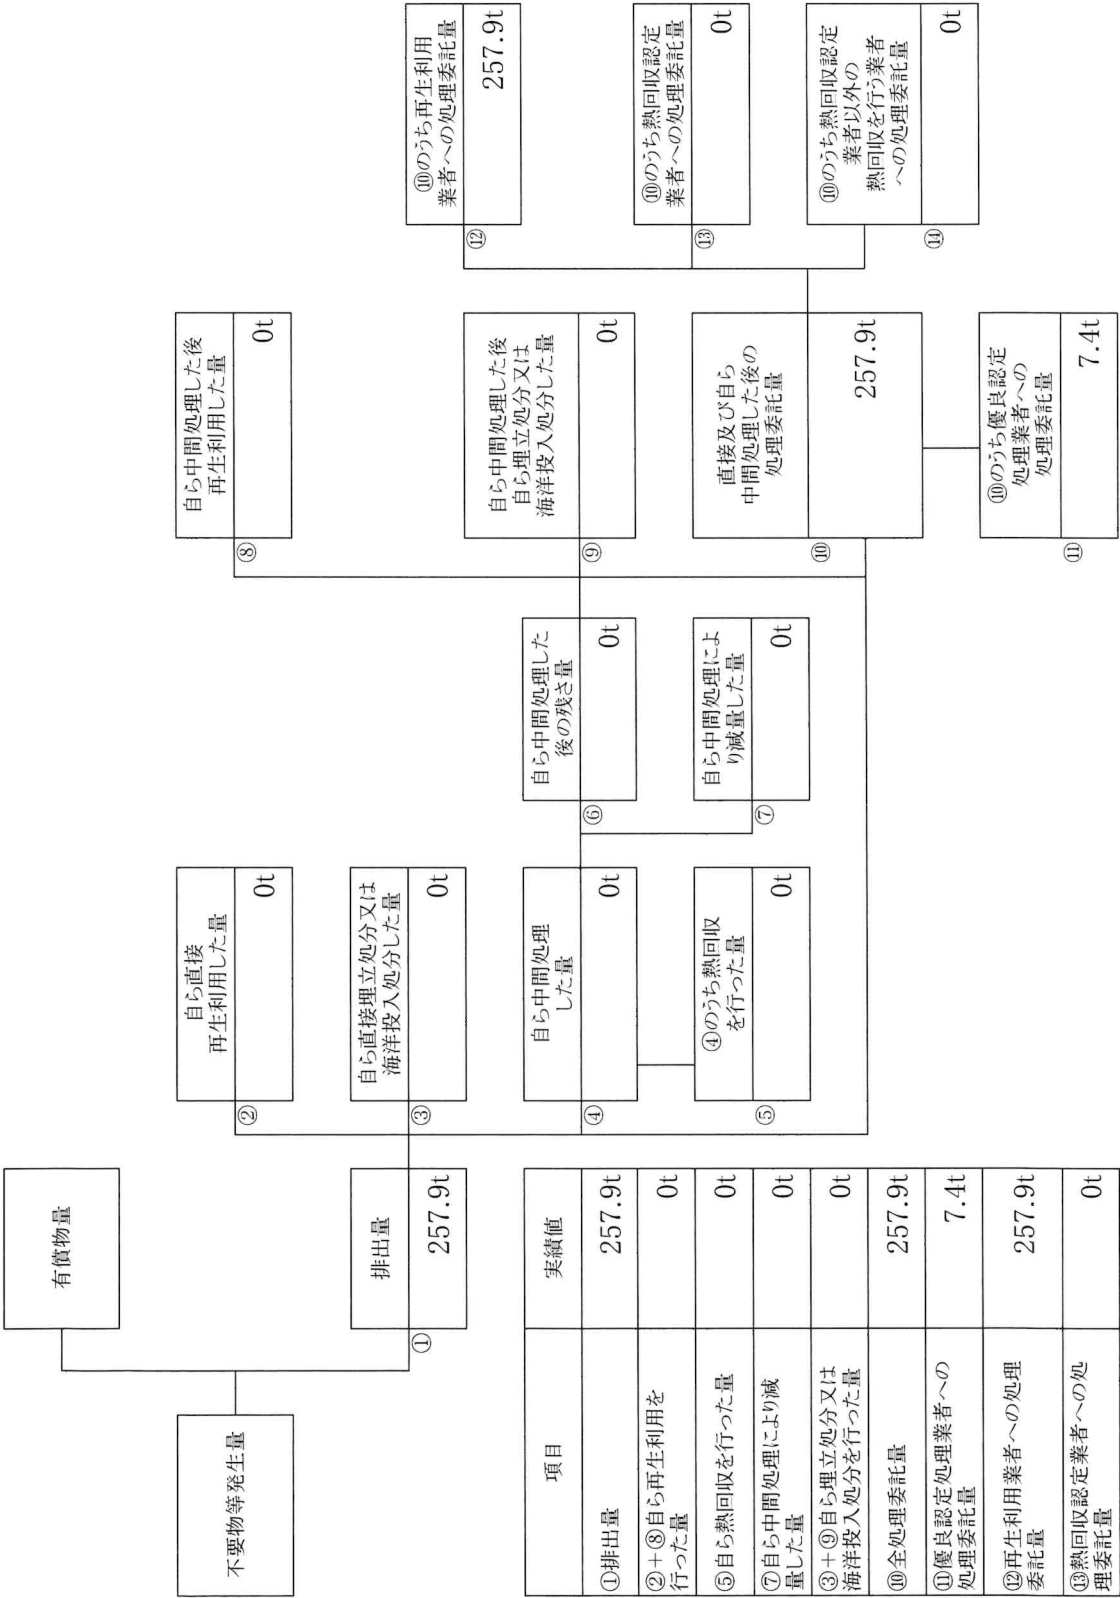 不要物等発生量
有償物量
排出量
①
257.9t
自ら直接
再生利用した量
②
0t
自ら直接埋立処分又は
海洋投入処分した量
③
0t
自ら中間処理
した量
④
0t
④のうち熱回収
を行った量
⑤
0t
自ら中間処理した
後の残さ量
⑥
0t
自ら中間処理によ
り減量した量
⑦
0t
自ら中間処理した後
再生利用した量
⑧
0t
自ら中間処理した後
自ら埋立処分又は
海洋投入処分した量
⑨
0t
直接及び自ら
中間処理した後の
処理委託量
⑩
257.9t
⑩のうち優良認定
処理業者への
処理委託量
⑪
7.4t
⑩のうち再生利用
業者への処理委託量
⑫
257.9t
⑩のうち熱回収認定
業者への処理委託量
⑬
0t
⑩のうち熱回収認定
業者以外の
熱回収を行う業者
への処理委託量
⑭
0t
項目 実績値
①排出量 257.9t
②+⑧自ら再生利用を
行った量 0t
⑤自ら熱回収を行った量 0t
⑦自ら中間処理により減
量した量 0t
③+⑨自ら埋立処分又は
海洋投入処分を行った量 0t
⑩全処理委託量 257.9t
⑪優良認定処理業者への
処理委託量 7.4t
⑫再生利用業者への処理
委託量 257.9t
⑬熱回収認定業者への処
理委託量 0t